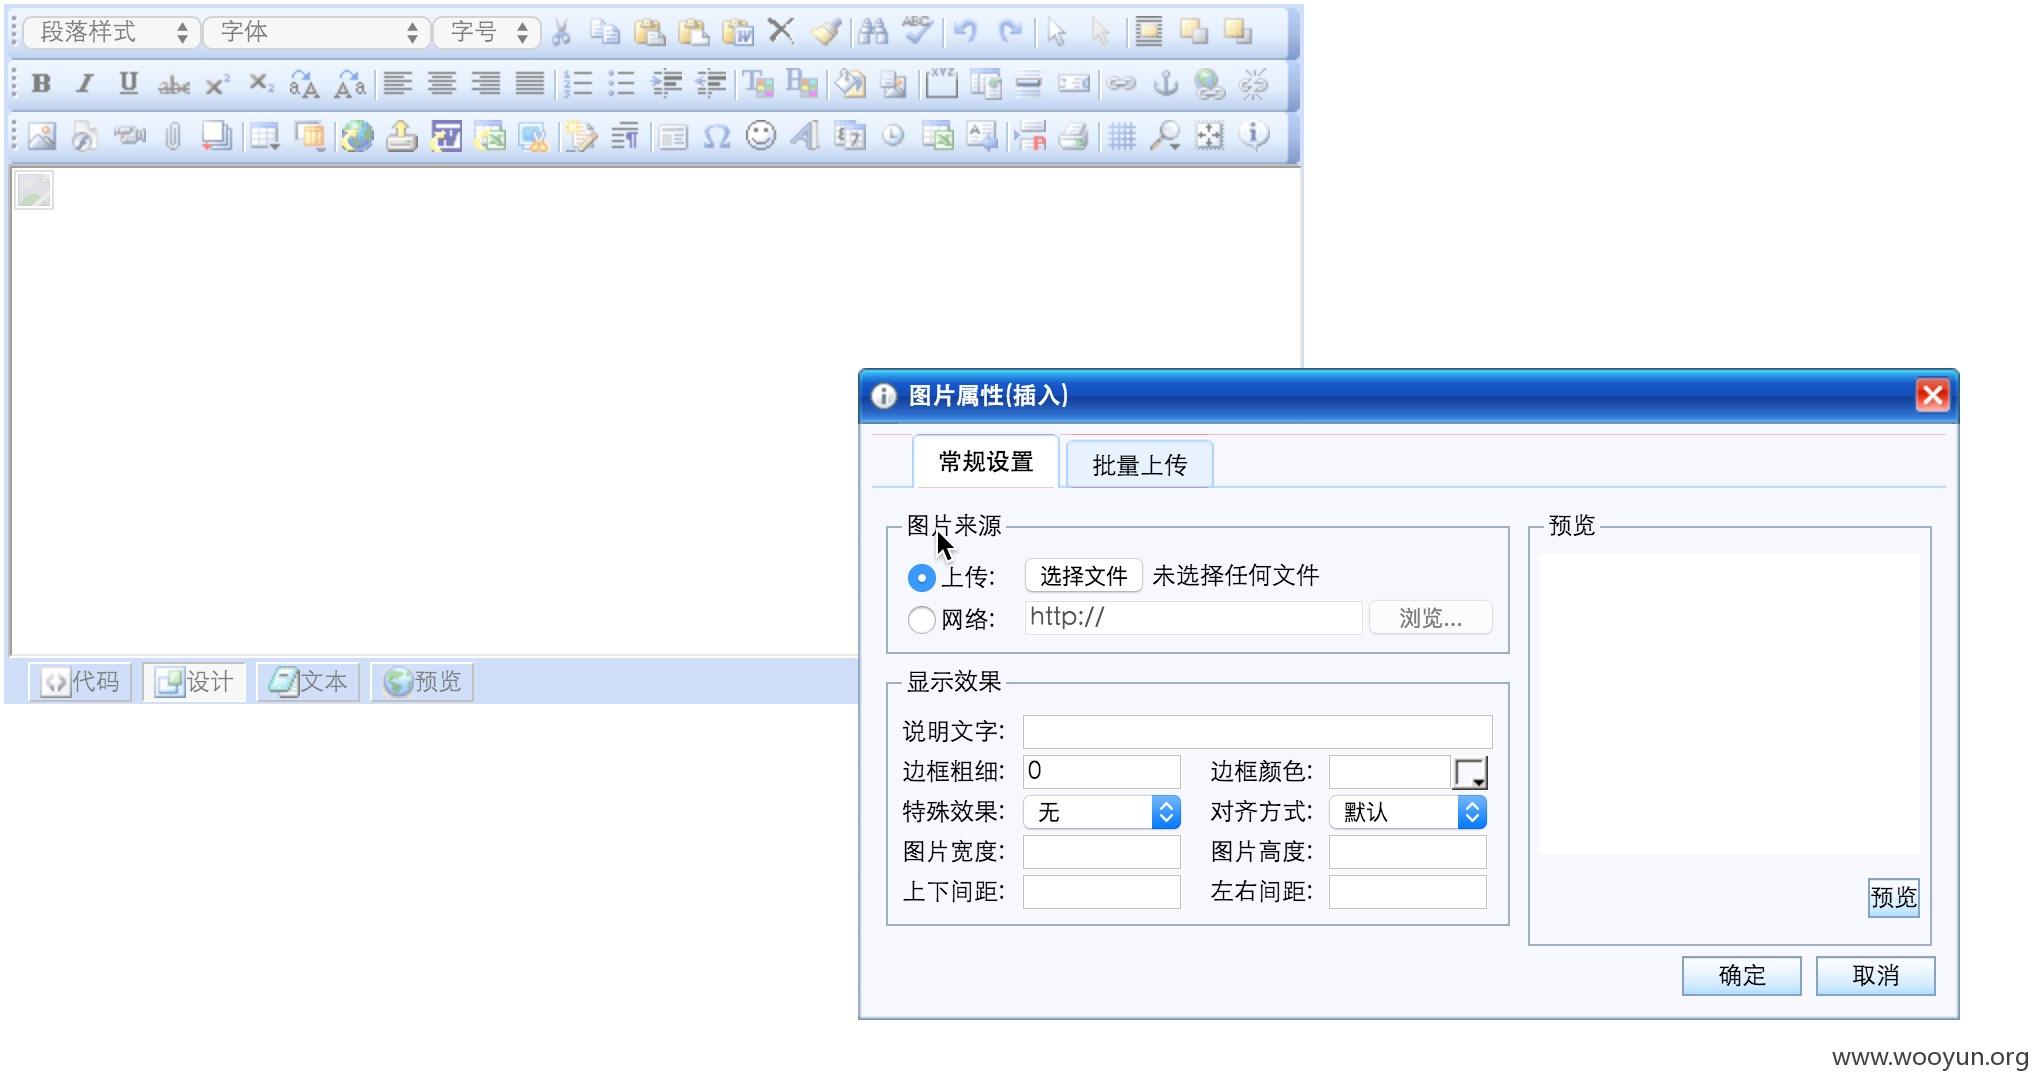 段落样式 字体 字号
代码 设计 文本 预览
图片属性(插入)
常规设置 批量上传
图片来源
上传: 选择文件 未选择任何文件
网络: http:// 浏览...
显示效果
说明文字:
边框粗细: 0 边框颜色:
特殊效果: 无 对齐方式: 默认
图片宽度: 图片高度:
上下间距: 左右间距:
预览
预览
确定 取消
www.wooyun.org